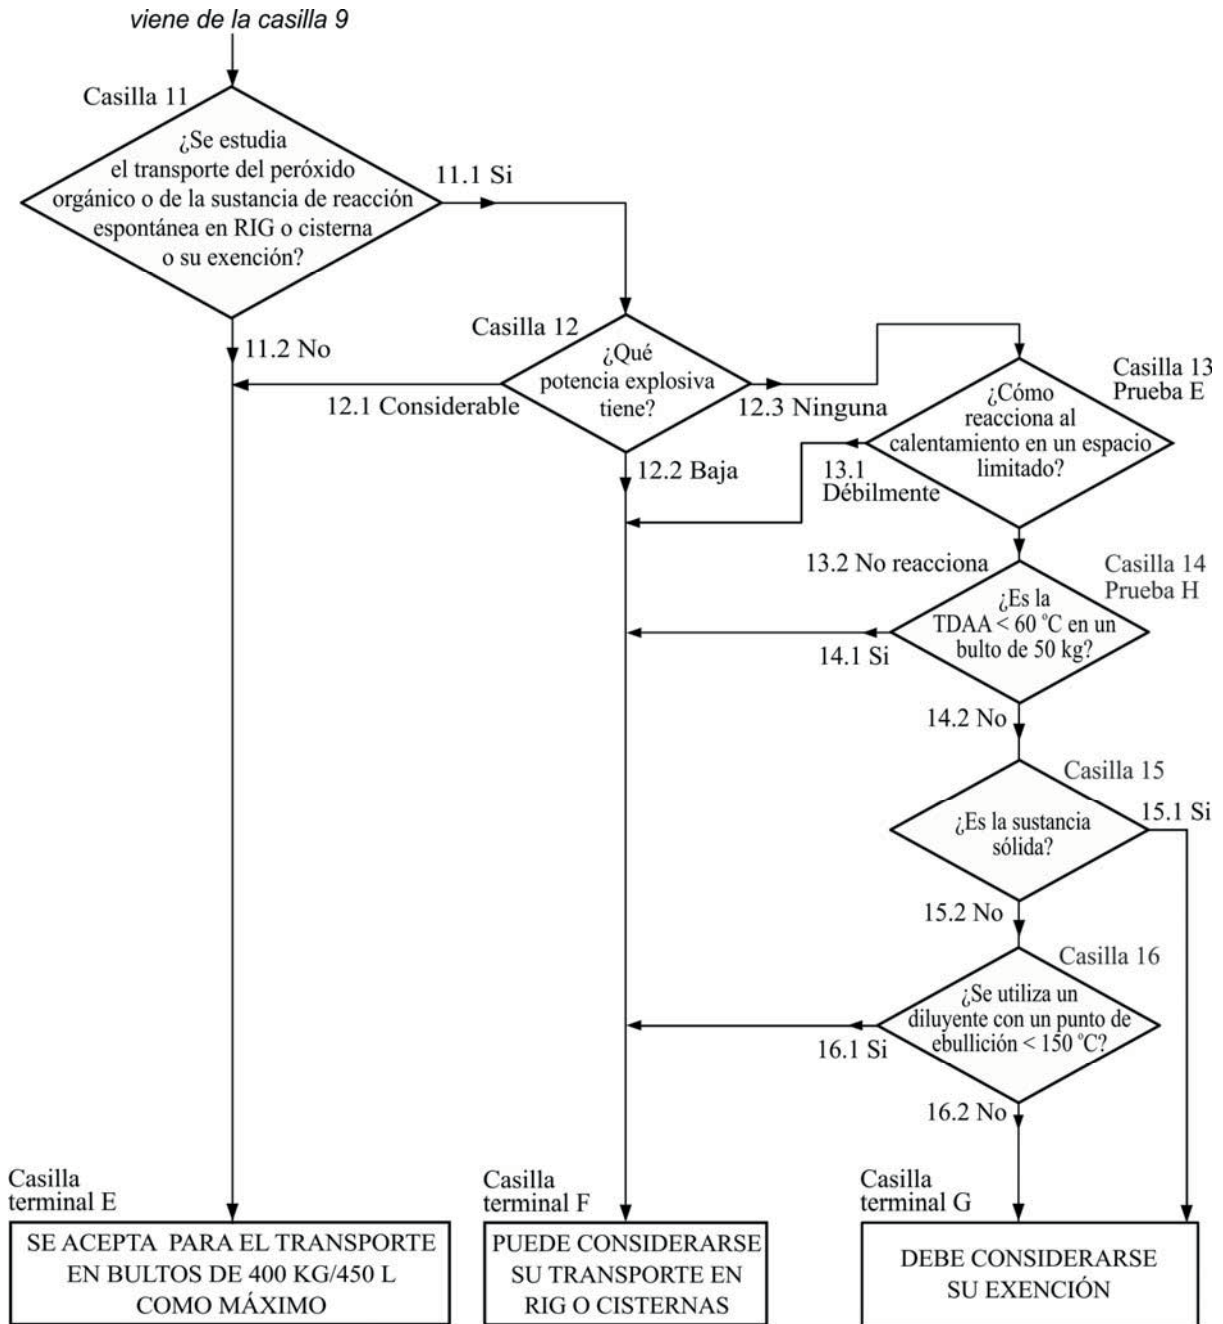 viene de la casilla 9
Casilla 11
¿Se estudia
el transporte del peróxido
orgánico o de la sustancia de reacción
espontánea en RIG o cisterna
o su exención?
11.1 Si
11.2 No
Casilla 12
¿Qué
potencia explosiva
tiene?
12.1 Considerable
12.3 Ninguna
12.2 Baja
Casilla 13
Prueba E
¿Cómo
reacciona al
calentamiento en un espacio
limitado?
13.1
Débilmente
13.2 No reacciona
Casilla 14
Prueba H
¿Es la
TDAA < 60 °C en un
bulto de 50 kg?
14.1 Si
14.2 No
Casilla 15
¿Es la sustancia
sólida?
15.1 Si
15.2 No
Casilla 16
¿Se utiliza un
diluyente con un punto de
ebullición < 150 °C?
16.1 Si
16.2 No
Casilla
terminal E
SE ACEPTA PARA EL TRANSPORTE
EN BULTOS DE 400 KG/450 L
COMO MÁXIMO
Casilla
terminal F
PUEDE CONSIDERARSE
SU TRANSPORTE EN
RIG O CISTERNAS
Casilla
terminal G
DEBE CONSIDERARSE
SU EXENCIÓN